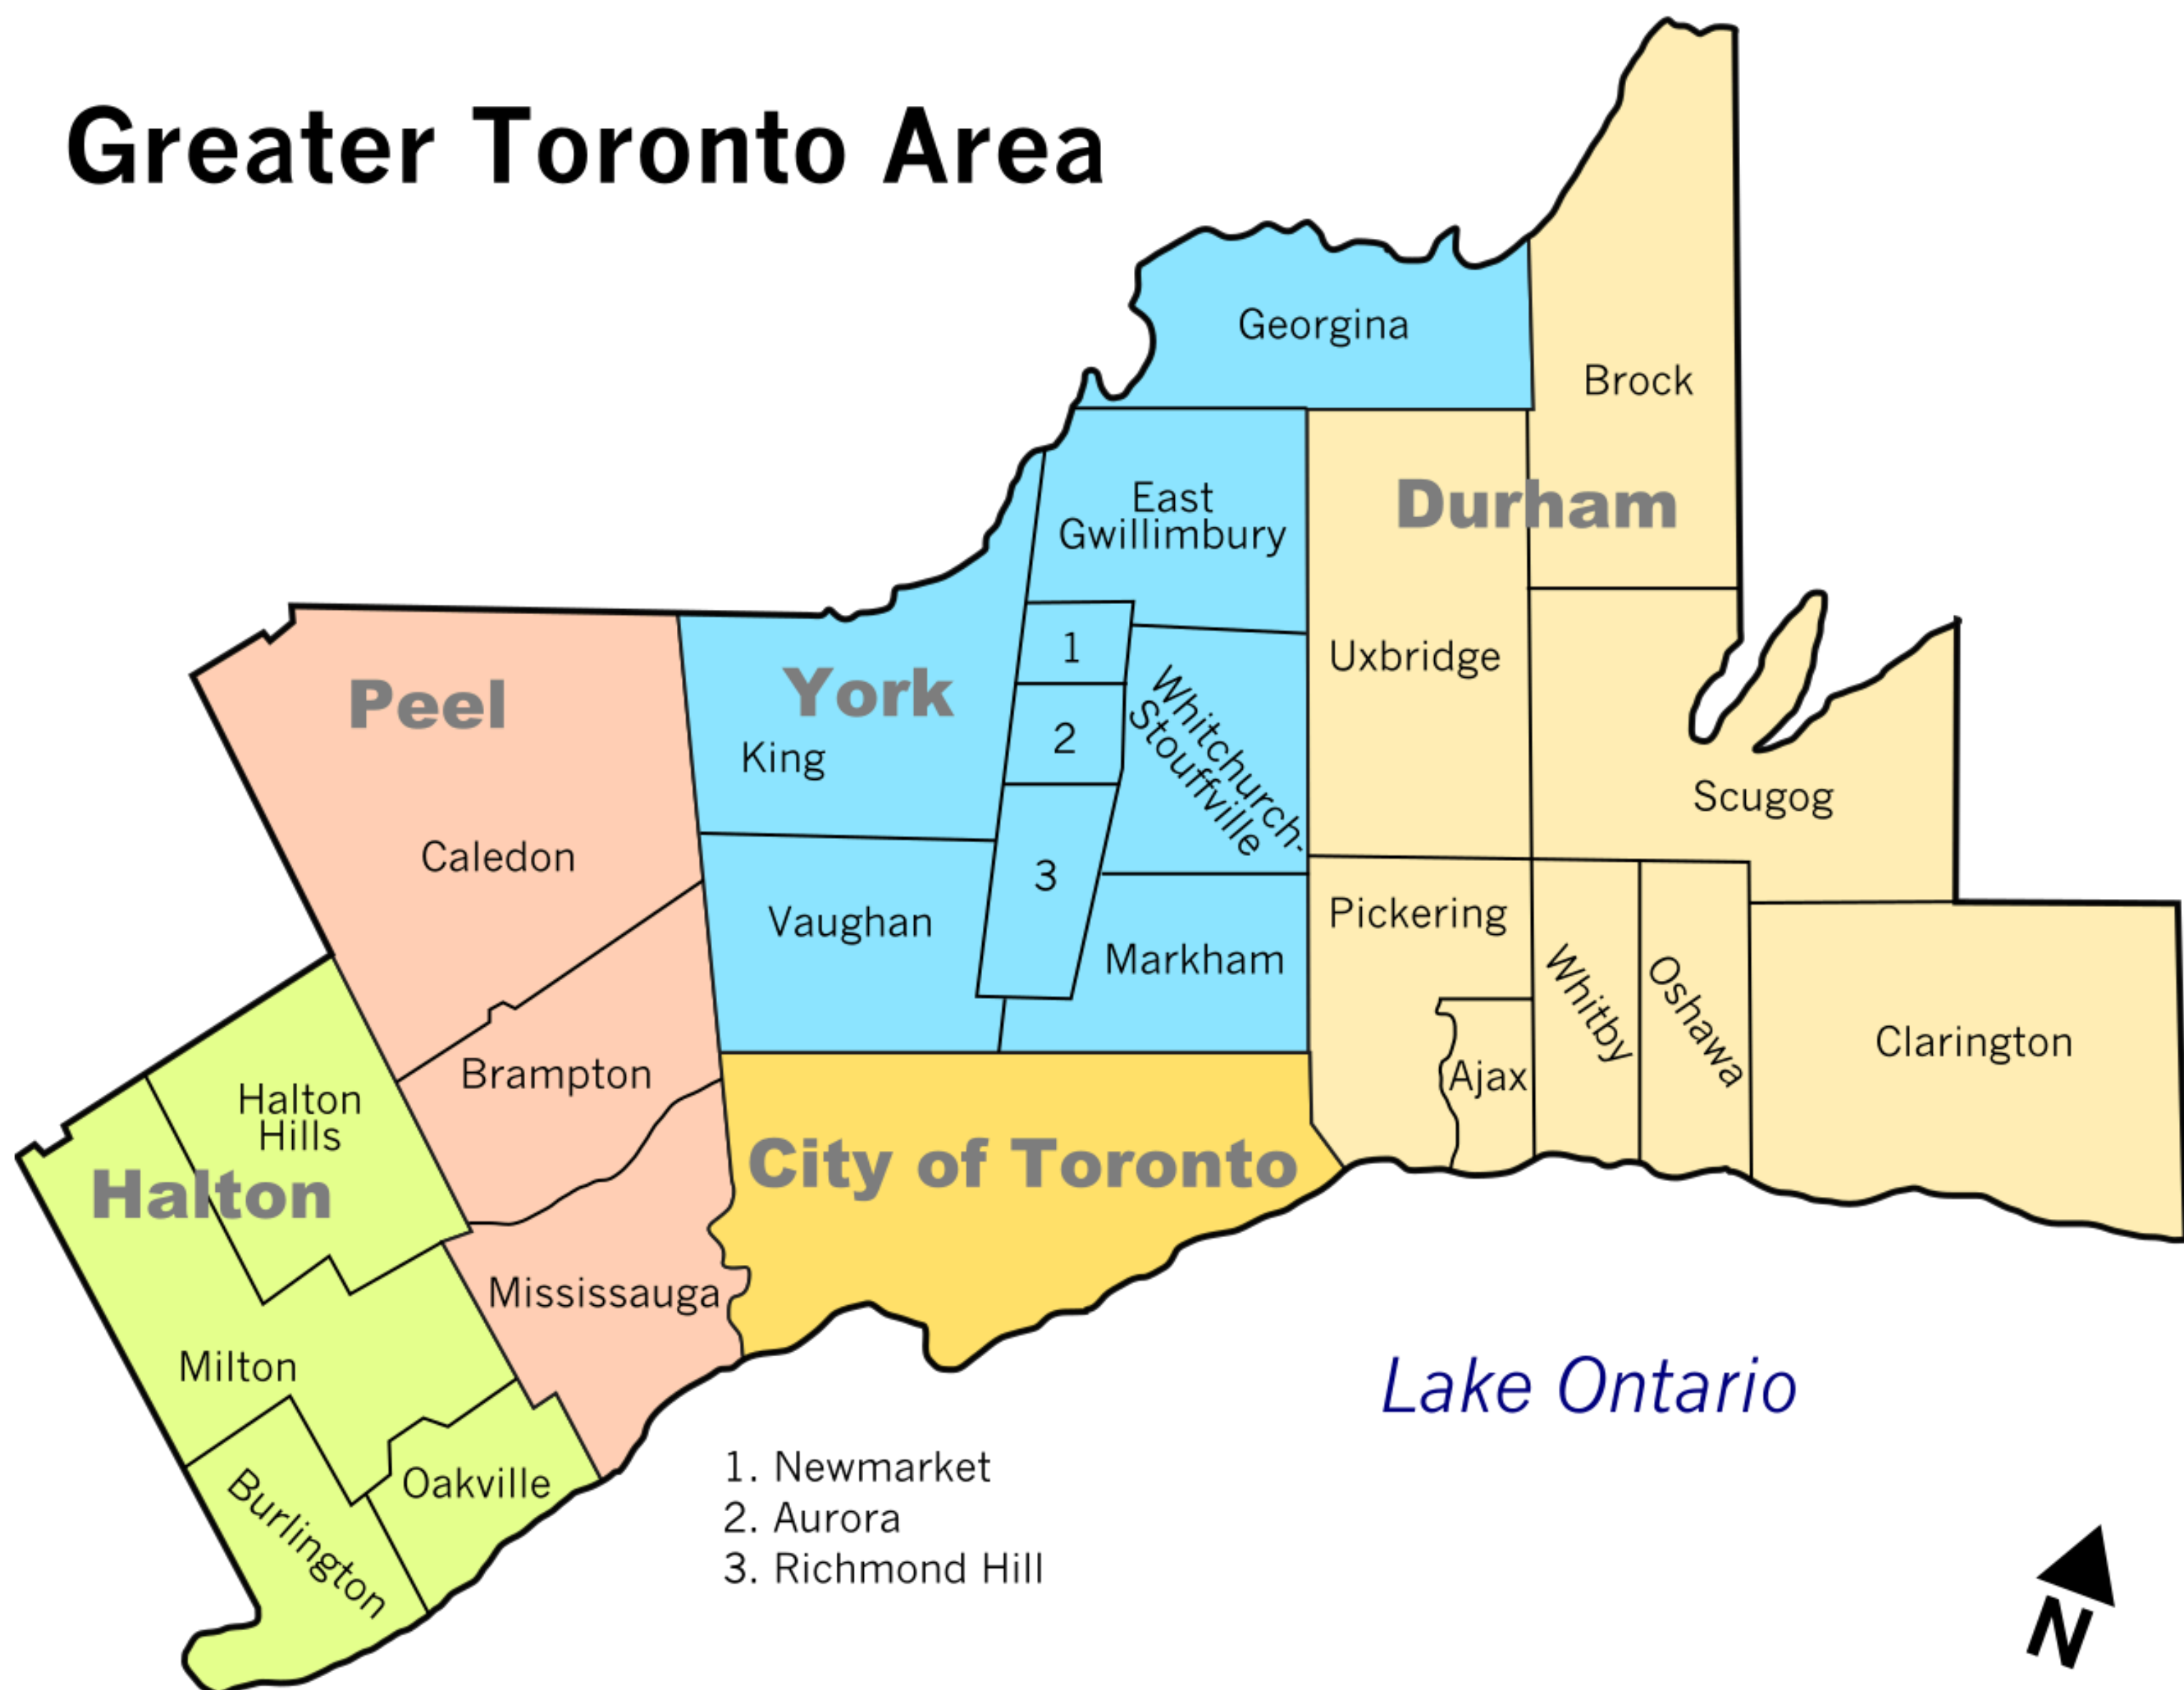 Greater Toronto Area
Georgina
Brock
East
Gwillimbury
Durham
1
Uxbridge
Peel
York
Whitchurch-
Stouffville
2
King
Scugog
Caledon
3
Vaughan
Pickering
Markham
Whitby
Oshawa
Clarington
Brampton
Ajax
Halton
Hills
City of Toronto
Halton
Mississauga
Milton
Lake Ontario
Oakville
Burlington
1. Newmarket
2. Aurora
3. Richmond Hill
N